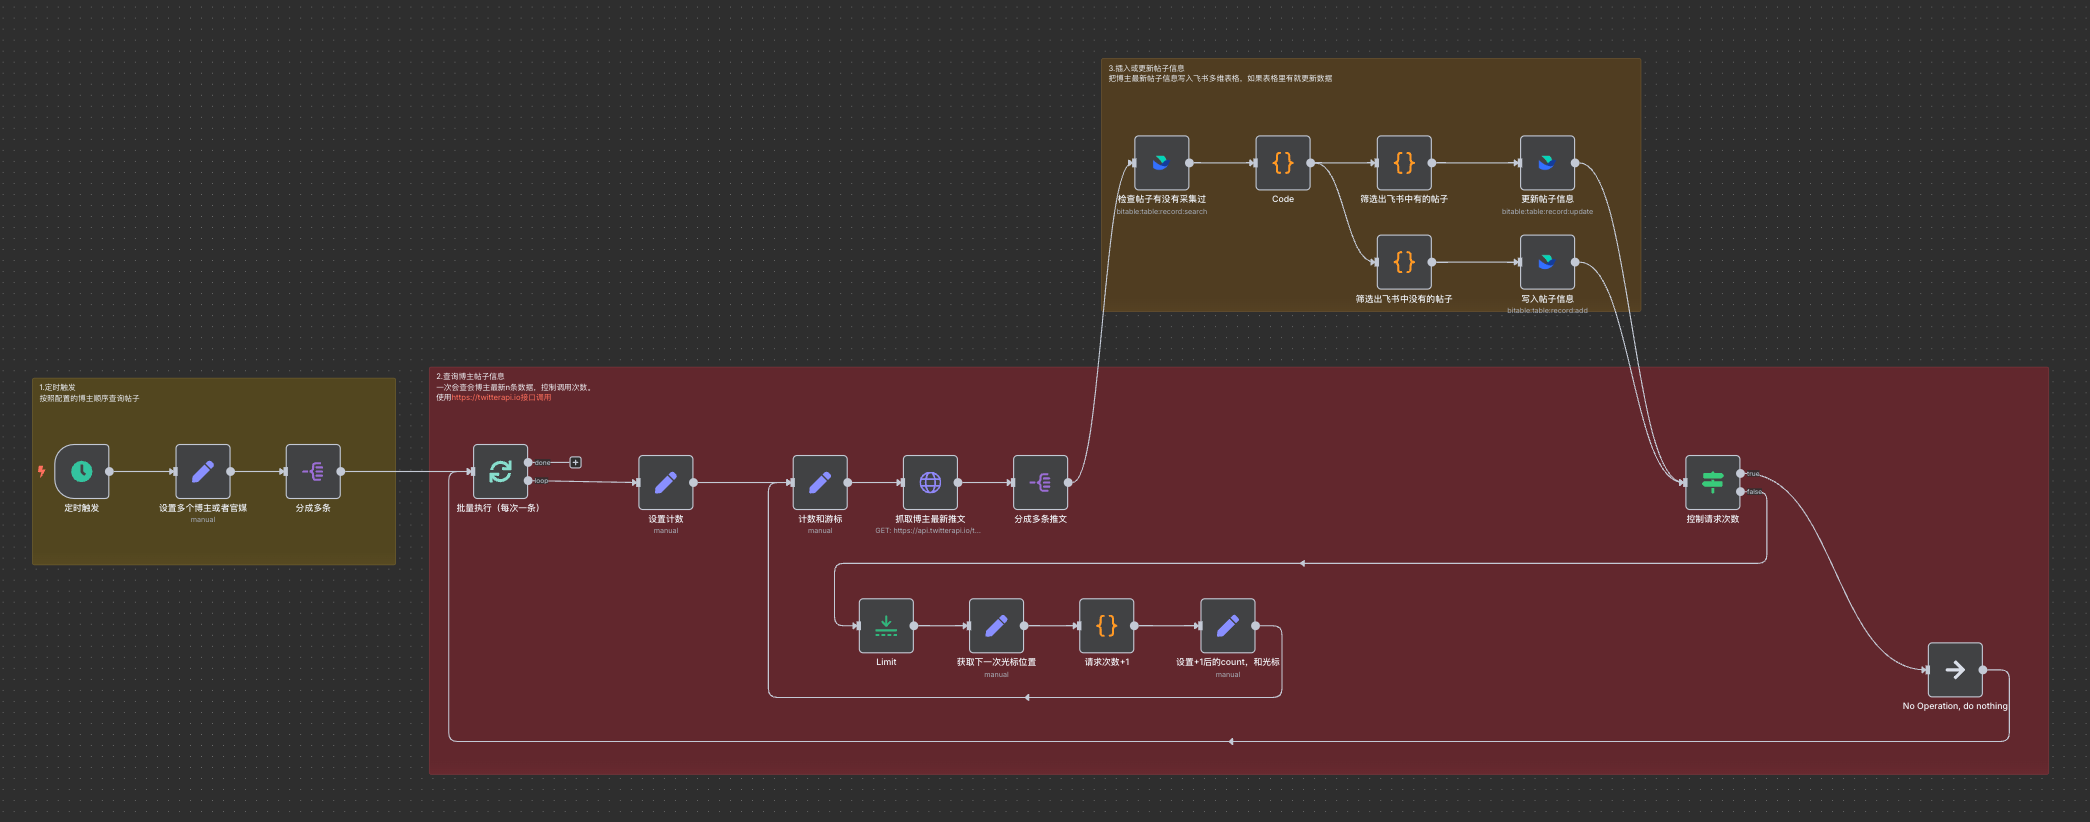 3.插入或更新帖子信息
把博主最新帖子信息写入飞书多维表格，如果表格里有就更新数据
检查帖子有没有采集过
bitable:table:record:search
Code
筛选出飞书中有的帖子
更新帖子信息
bitable:table:record:update
筛选出飞书中没有的帖子
写入帖子信息
bitable:table:record:add
1.定时触发
按照配置的博主顺序查询帖子
定时触发
设置多个博主或者官媒
manual
分成多条
2.查询博主帖子信息
一次会查会博主最新n条数据，控制调用次数。
使用https://twitterapi.io接口调用
done
loop
批量执行（每次一条）
设置计数
manual
计数和游标
manual
抓取博主最新推文
GET: https://api.twitterapi.io/t...
分成多条推文
true
false
控制请求次数
Limit
获取下一次光标位置
manual
请求次数+1
设置+1后的count，和光标
manual
No Operation, do nothing